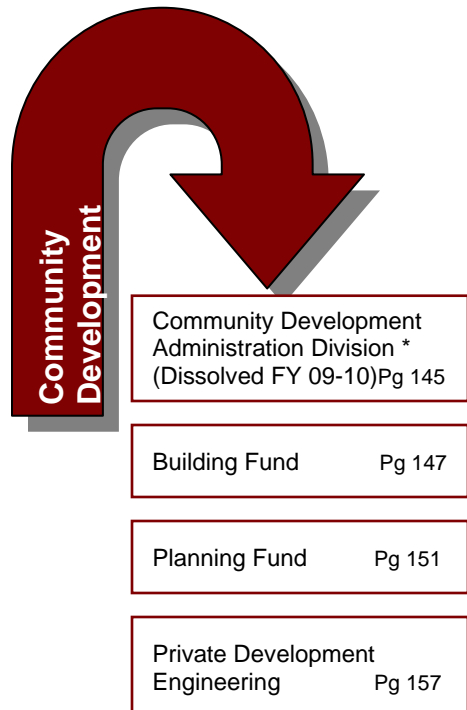 Community
Development
Community Development
Administration Division *
(Dissolved FY 09-10)Pg 145
Building Fund Pg 147
Planning Fund Pg 151
Private Development
Engineering Pg 157